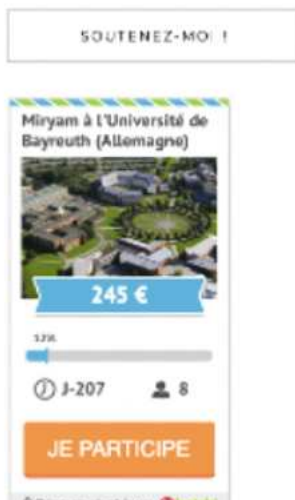 SOUTENEZ-MOI !
Miryam à l'Université de
Bayreuth (Allemagne)
245 €
J-207
8
JE PARTICIPE